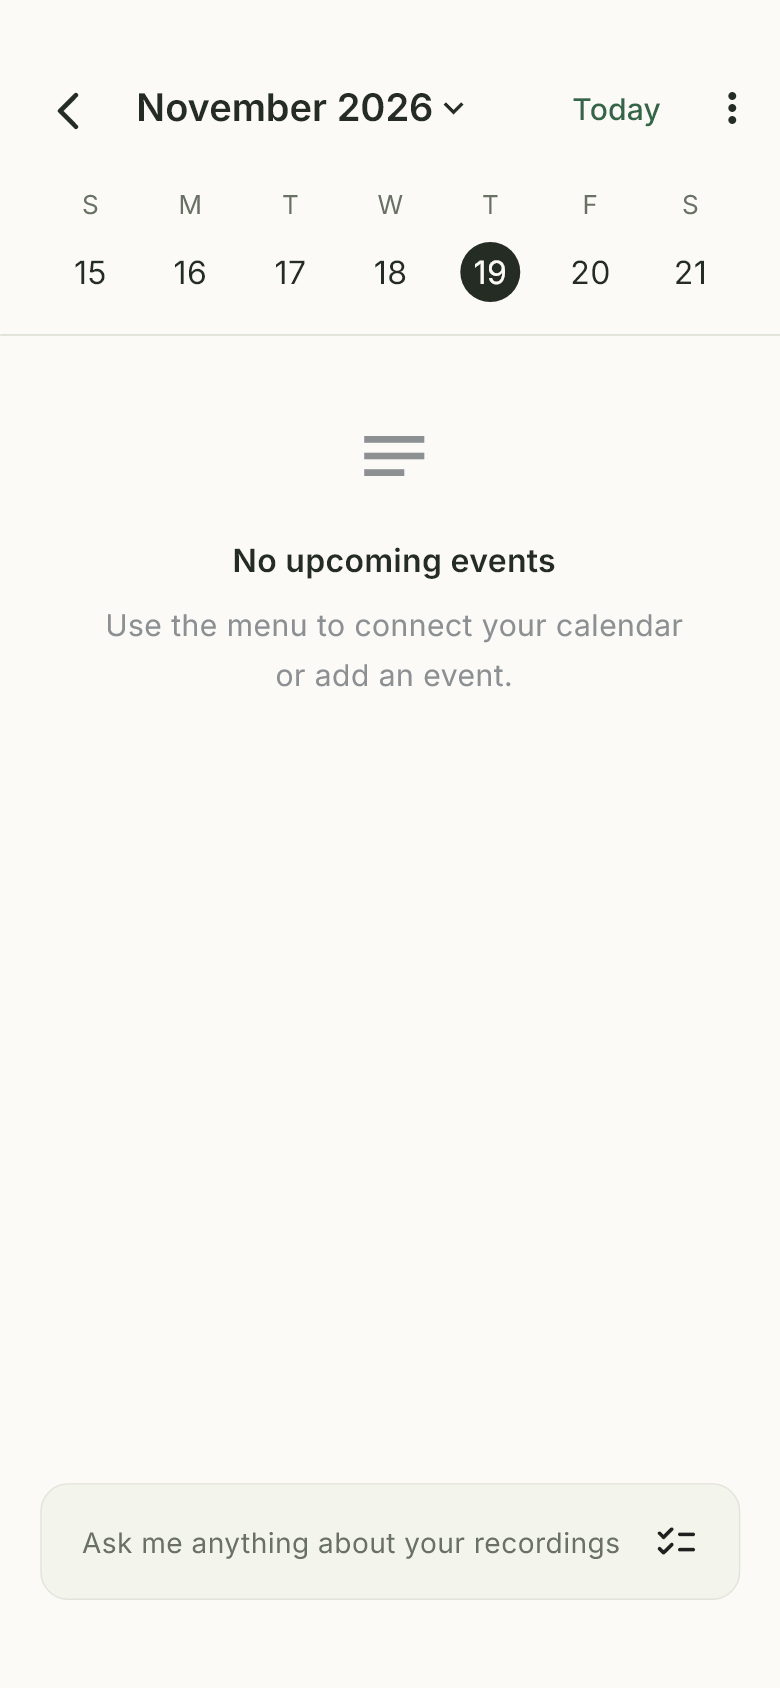 November 2026 Today
S M T W T F S
15 16 17 18 19 20 21
No upcoming events
Use the menu to connect your calendar
or add an event.
Ask me anything about your recordings